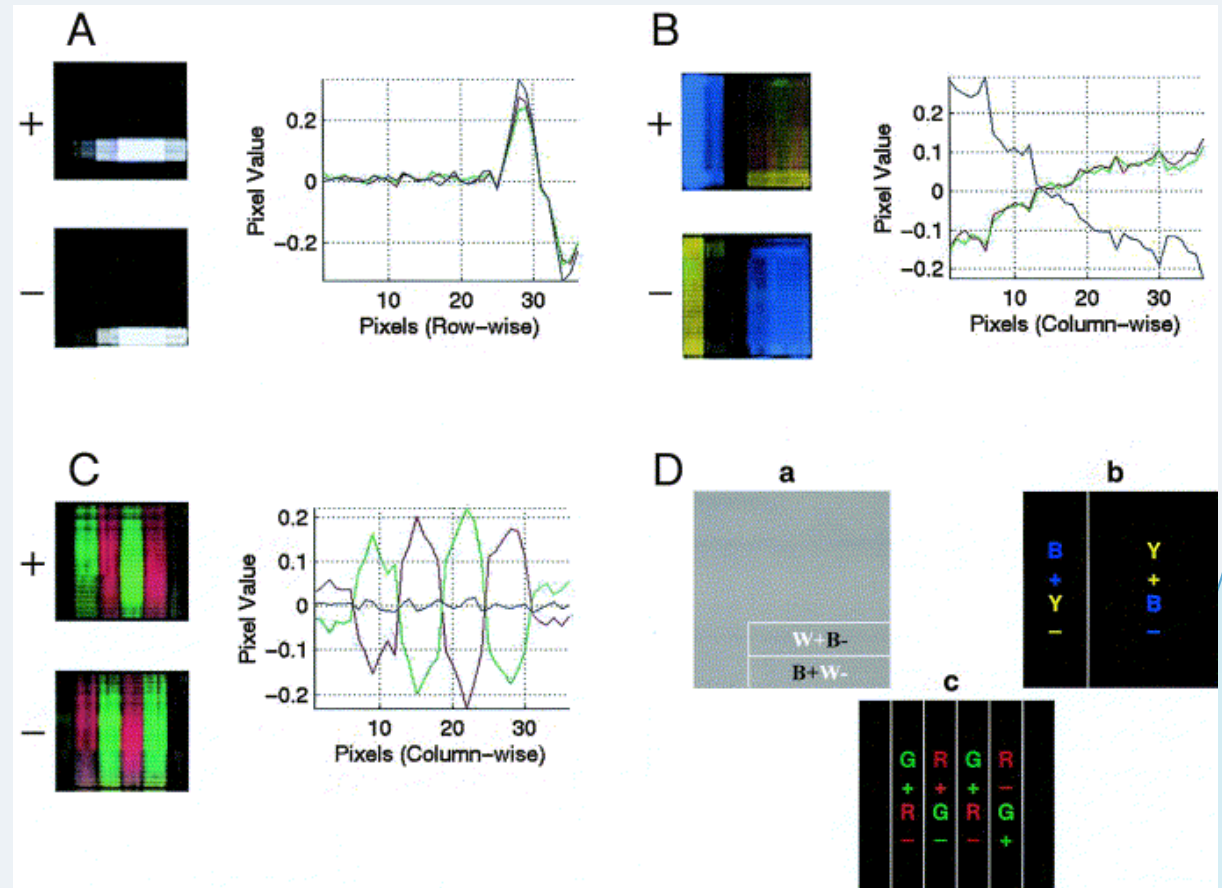 A
+
−
Pixel Value
0.2
0
−0.2
10 20 30
Pixels (Row−wise)
B
+
−
Pixel Value
0.2
0.1
0
−0.1
−0.2
10 20 30
Pixels (Column−wise)
C
+
−
Pixel Value
0.2
0.1
0
−0.1
−0.2
10 20 30
Pixels (Column−wise)
D
a
W+B-
B+W-
b
B Y
+ +
Y B
− −
c
G R G R
+ + + −
R G R G
− − − +